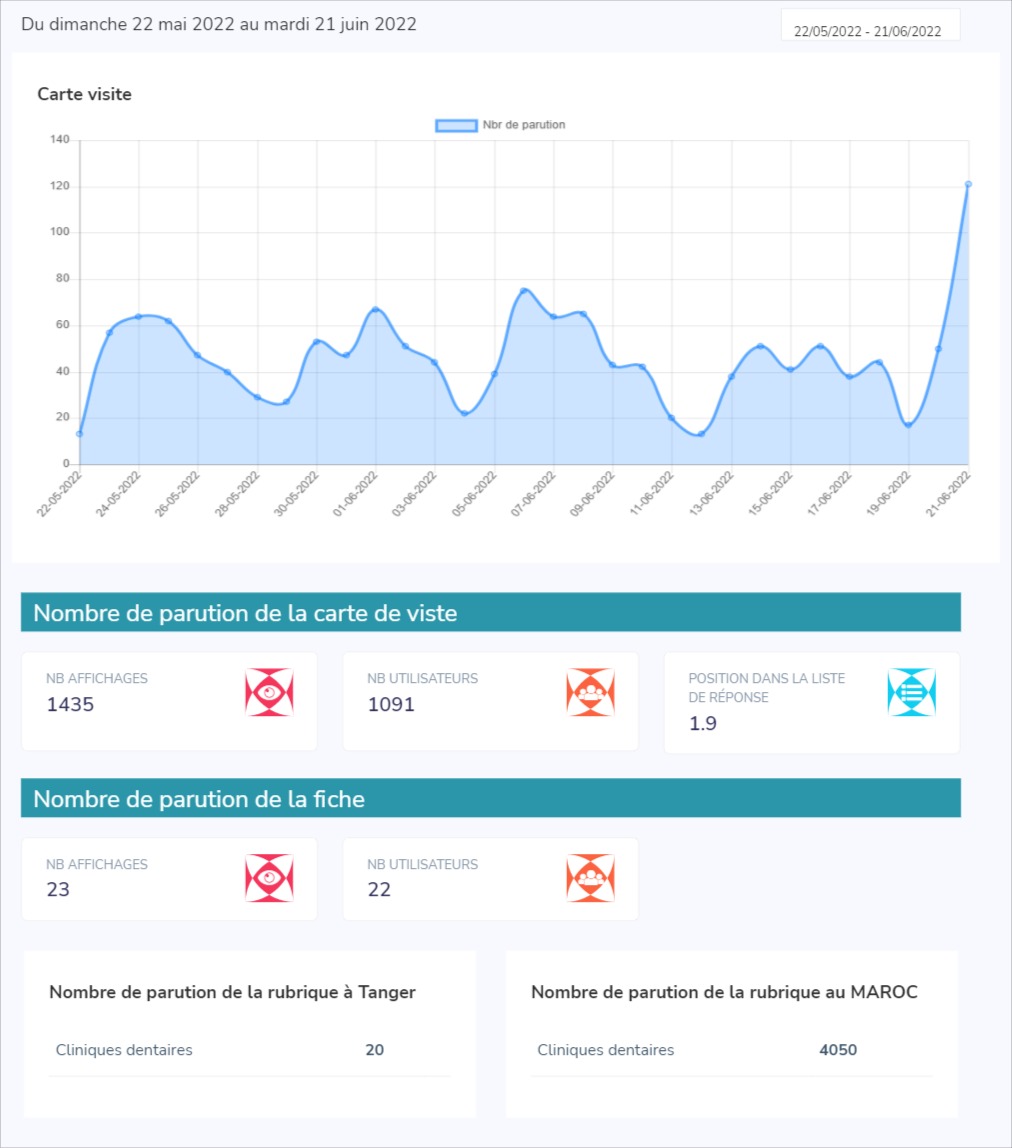 Du dimanche 22 mai 2022 au mardi 21 juin 2022
22/05/2022 - 21/06/2022
Carte visite
Nbr de parution
140
120
100
80
60
40
20
0
22-05-2022
24-05-2022
26-05-2022
28-05-2022
30-05-2022
01-06-2022
03-06-2022
05-06-2022
07-06-2022
09-06-2022
11-06-2022
13-06-2022
15-06-2022
17-06-2022
19-06-2022
21-06-2022
Nombre de parution de la carte de viste
NB AFFICHAGES
1435
NB UTILISATEURS
1091
POSITION DANS LA LISTE
DE RÉPONSE
1.9
Nombre de parution de la fiche
NB AFFICHAGES
23
NB UTILISATEURS
22
Nombre de parution de la rubrique à Tanger
Cliniques dentaires 20
Nombre de parution de la rubrique au MAROC
Cliniques dentaires 4050